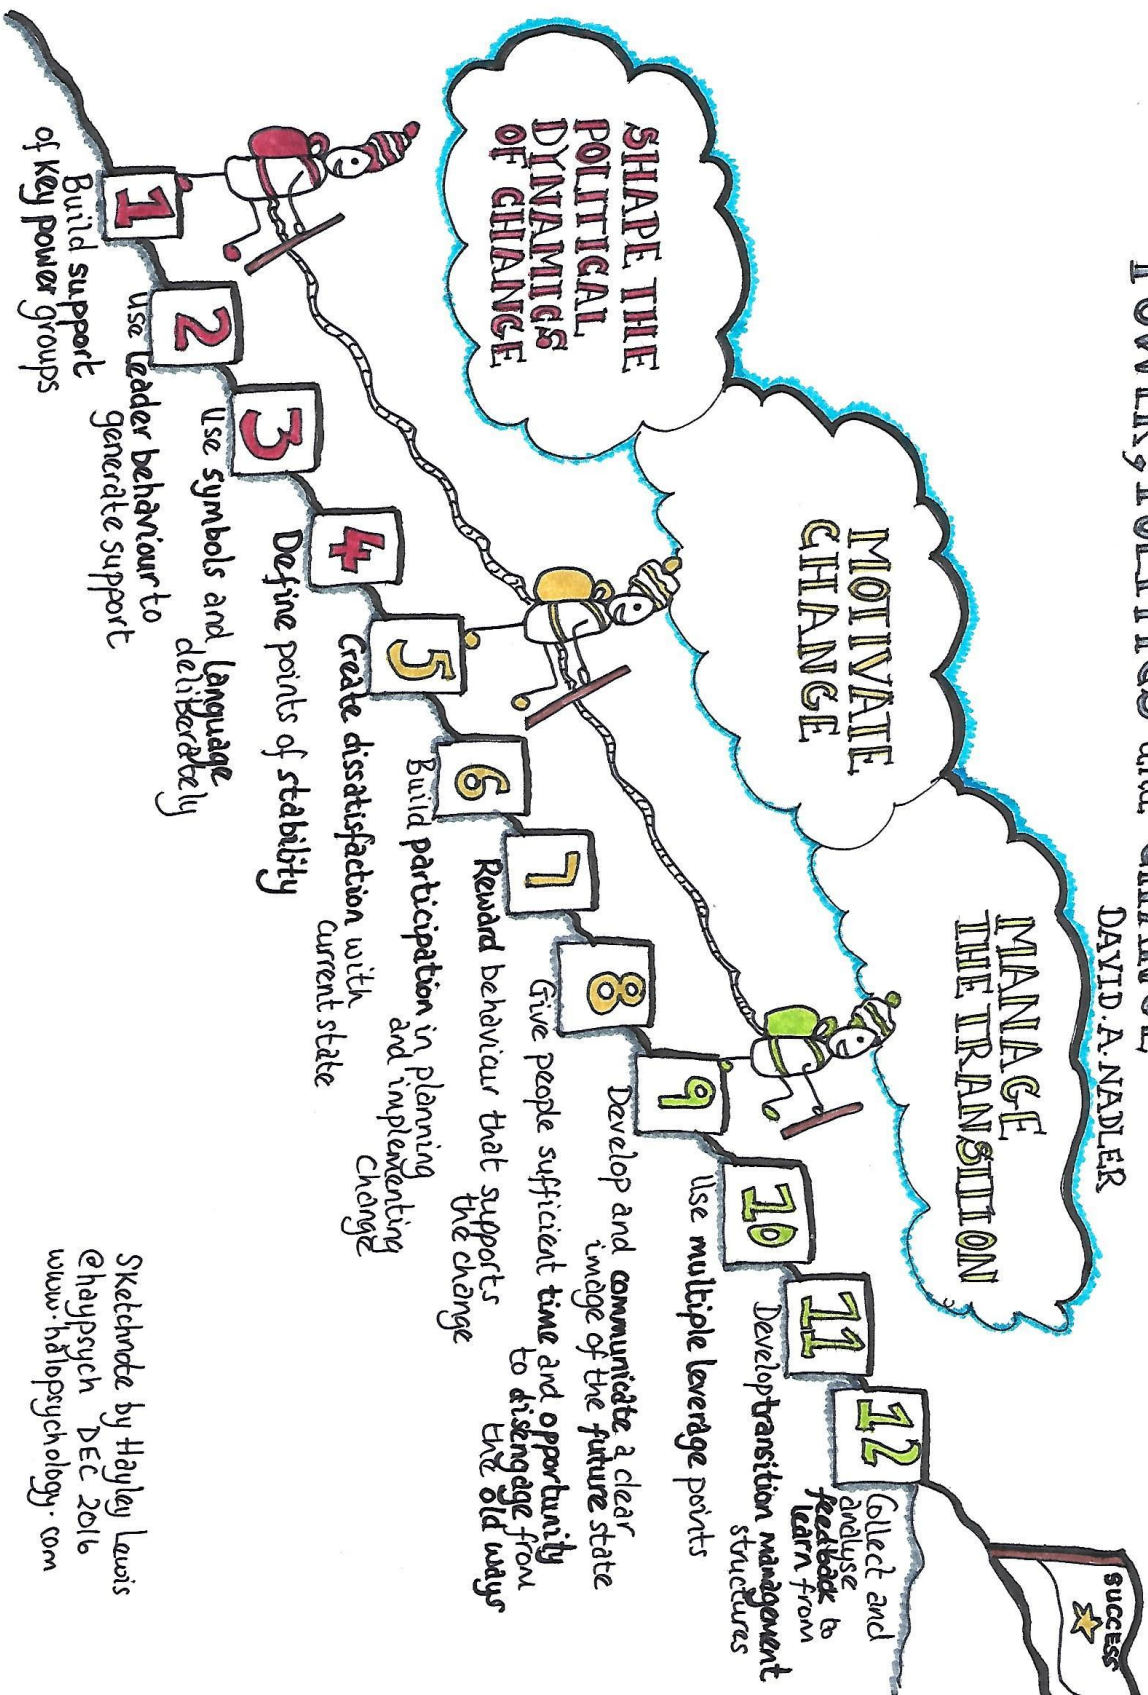 POWER, POLITICS and CHANGE
DAVID.A.NADLER
SHAPE THE
POLITICAL
DYNAMICS
OF CHANGE
MOTIVATE
CHANGE
MANAGE
THE TRANSITION
1
Build support
of key power groups
2
Use leader behaviour to
generate support
3
Use symbols and language
deliberately
4
Define points of stability
5
Create dissatisfaction with
current state
6
Build participation in planning
and implementing
change
7
Reward behaviour that supports
the change
8
Give people sufficient time and opportunity
to disengage from
the old ways
9
Develop and communicate a clear
image of the future state
10
Use multiple leverage points
11
Develop transition management
structures
12
Collect and
analyse
feedback to
learn from
SUCCESS
Sketchnote by Hayley Lewis
@haypsych DEC 2016
www.halopsychology.com